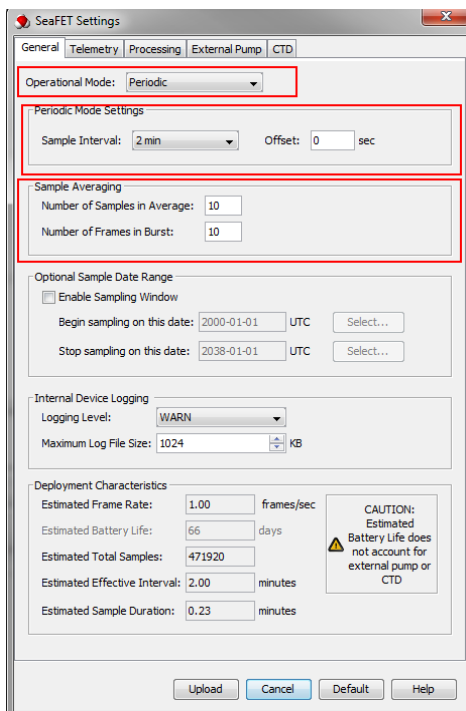 SeaFET Settings
General Telemetry Processing External Pump CTD
Operational Mode: Periodic
Periodic Mode Settings
Sample Interval: 2 min Offset: 0 sec
Sample Averaging
Number of Samples in Average: 10
Number of Frames in Burst: 10
Optional Sample Date Range
Enable Sampling Window
Begin sampling on this date: 2000-01-01 UTC Select...
Stop sampling on this date: 2038-01-01 UTC Select...
Internal Device Logging
Logging Level: WARN
Maximum Log File Size: 1024 KB
Deployment Characteristics
Estimated Frame Rate: 1.00 frames/sec
Estimated Battery Life: 66 days
Estimated Total Samples: 471920
Estimated Effective Interval: 2.00 minutes
Estimated Sample Duration: 0.23 minutes
CAUTION:
Estimated
Battery Life does
not account for
external pump or
CTD
Upload Cancel Default Help